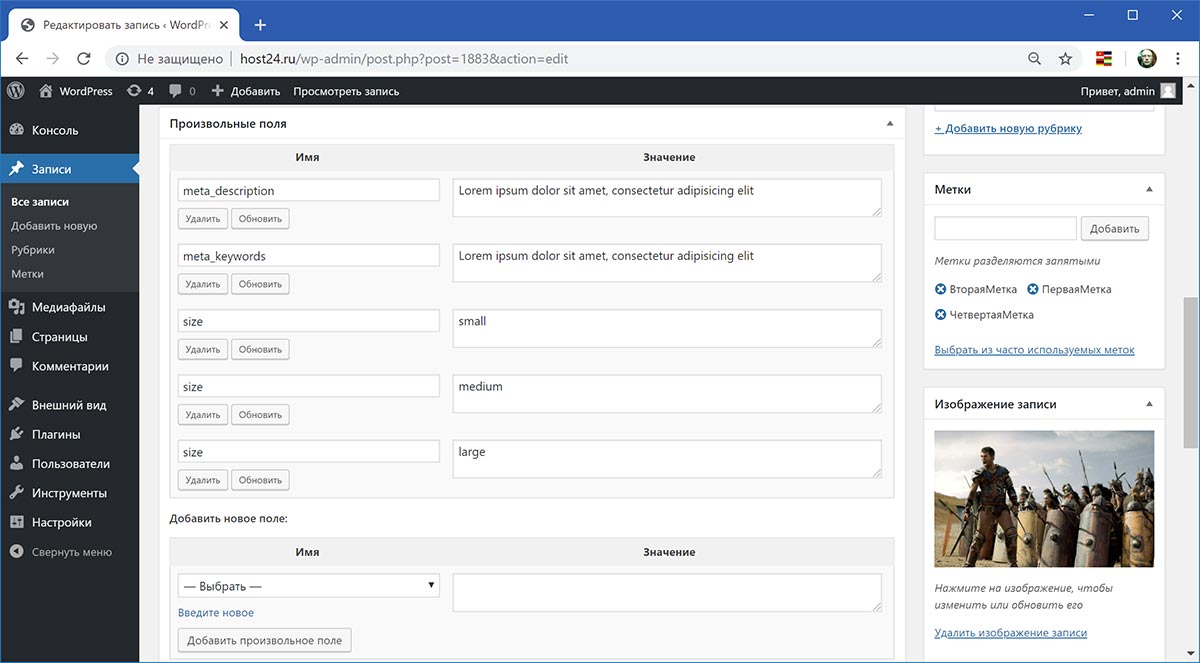 Редактировать запись ‹ WordPr
Не защищено host24.ru/wp-admin/post.php?post=1883&action=edit
WordPress 4 0 Добавить Просмотреть запись Привет, admin
Консоль
Записи
Все записи
Добавить новую
Рубрики
Метки
Медиафайлы
Страницы
Комментарии
Внешний вид
Плагины
Пользователи
Инструменты
Настройки
Свернуть меню
Произвольные поля
Имя Значение
meta_description Lorem ipsum dolor sit amet, consectetur adipisicing elit
Удалить Обновить
meta_keywords Lorem ipsum dolor sit amet, consectetur adipisicing elit
Удалить Обновить
size small
Удалить Обновить
size medium
Удалить Обновить
size large
Удалить Обновить
Добавить новое поле:
Имя Значение
— Выбрать —
Введите новое
Добавить произвольное поле
+ Добавить новую рубрику
Метки
Добавить
Метки разделяются запятыми
ВтораяМетка ПерваяМетка
ЧетвертаяМетка
Выбрать из часто используемых меток
Изображение записи
Нажмите на изображение, чтобы
изменить или обновить его
Удалить изображение записи